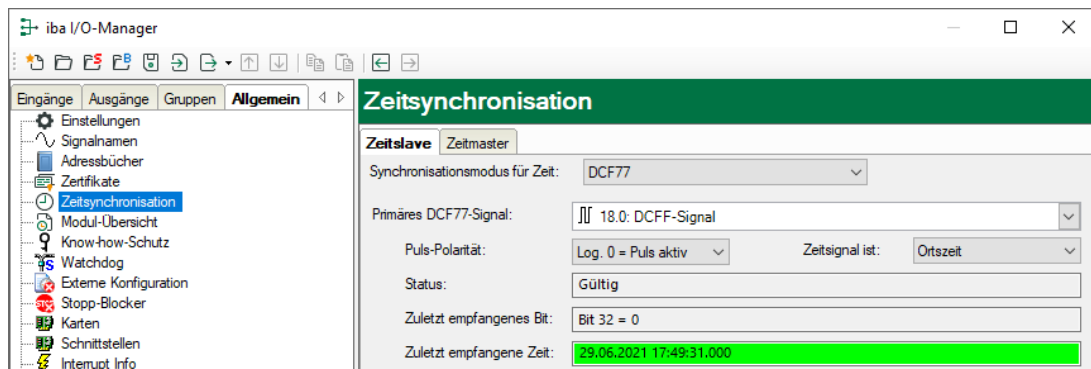 iba I/O-Manager
Eingänge Ausgänge Gruppen Allgemein
Einstellungen
Signalnamen
Adressbücher
Zertifikate
Zeitsynchronisation
Modul-Übersicht
Know-how-Schutz
Watchdog
Externe Konfiguration
Stopp-Blocker
Karten
Schnittstellen
Interrupt Info
Zeitsynchronisation
Zeitslave Zeitmaster
Synchronisationsmodus für Zeit: DCF77
Primäres DCF77-Signal: 18.0: DCFF-Signal
Puls-Polarität: Log. 0 = Puls aktiv Zeitsignal ist: Ortszeit
Status: Gültig
Zuletzt empfangenes Bit: Bit 32 = 0
Zuletzt empfangene Zeit: 29.06.2021 17:49:31.000